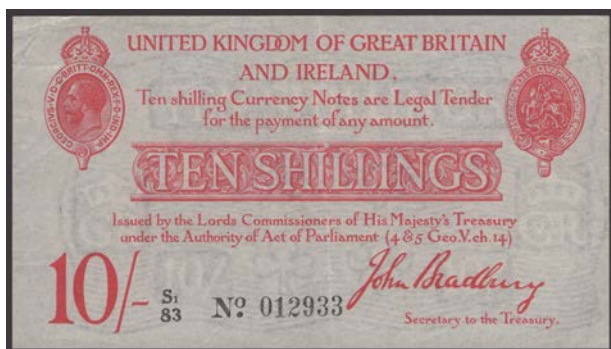 UNITED KINGDOM OF GREAT BRITAIN
AND IRELAND.
Ten shilling Currency Notes are Legal Tender
for the payment of any amount.
TEN SHILLINGS
Issued by the Lords Commissioners of His Majesty's Treasury
under the Authority of Act of Parliament (4 & 5 Geo.V.ch.14)
10/- S1 83 Nº 012933
John Bradbury
Secretary to the Treasury.